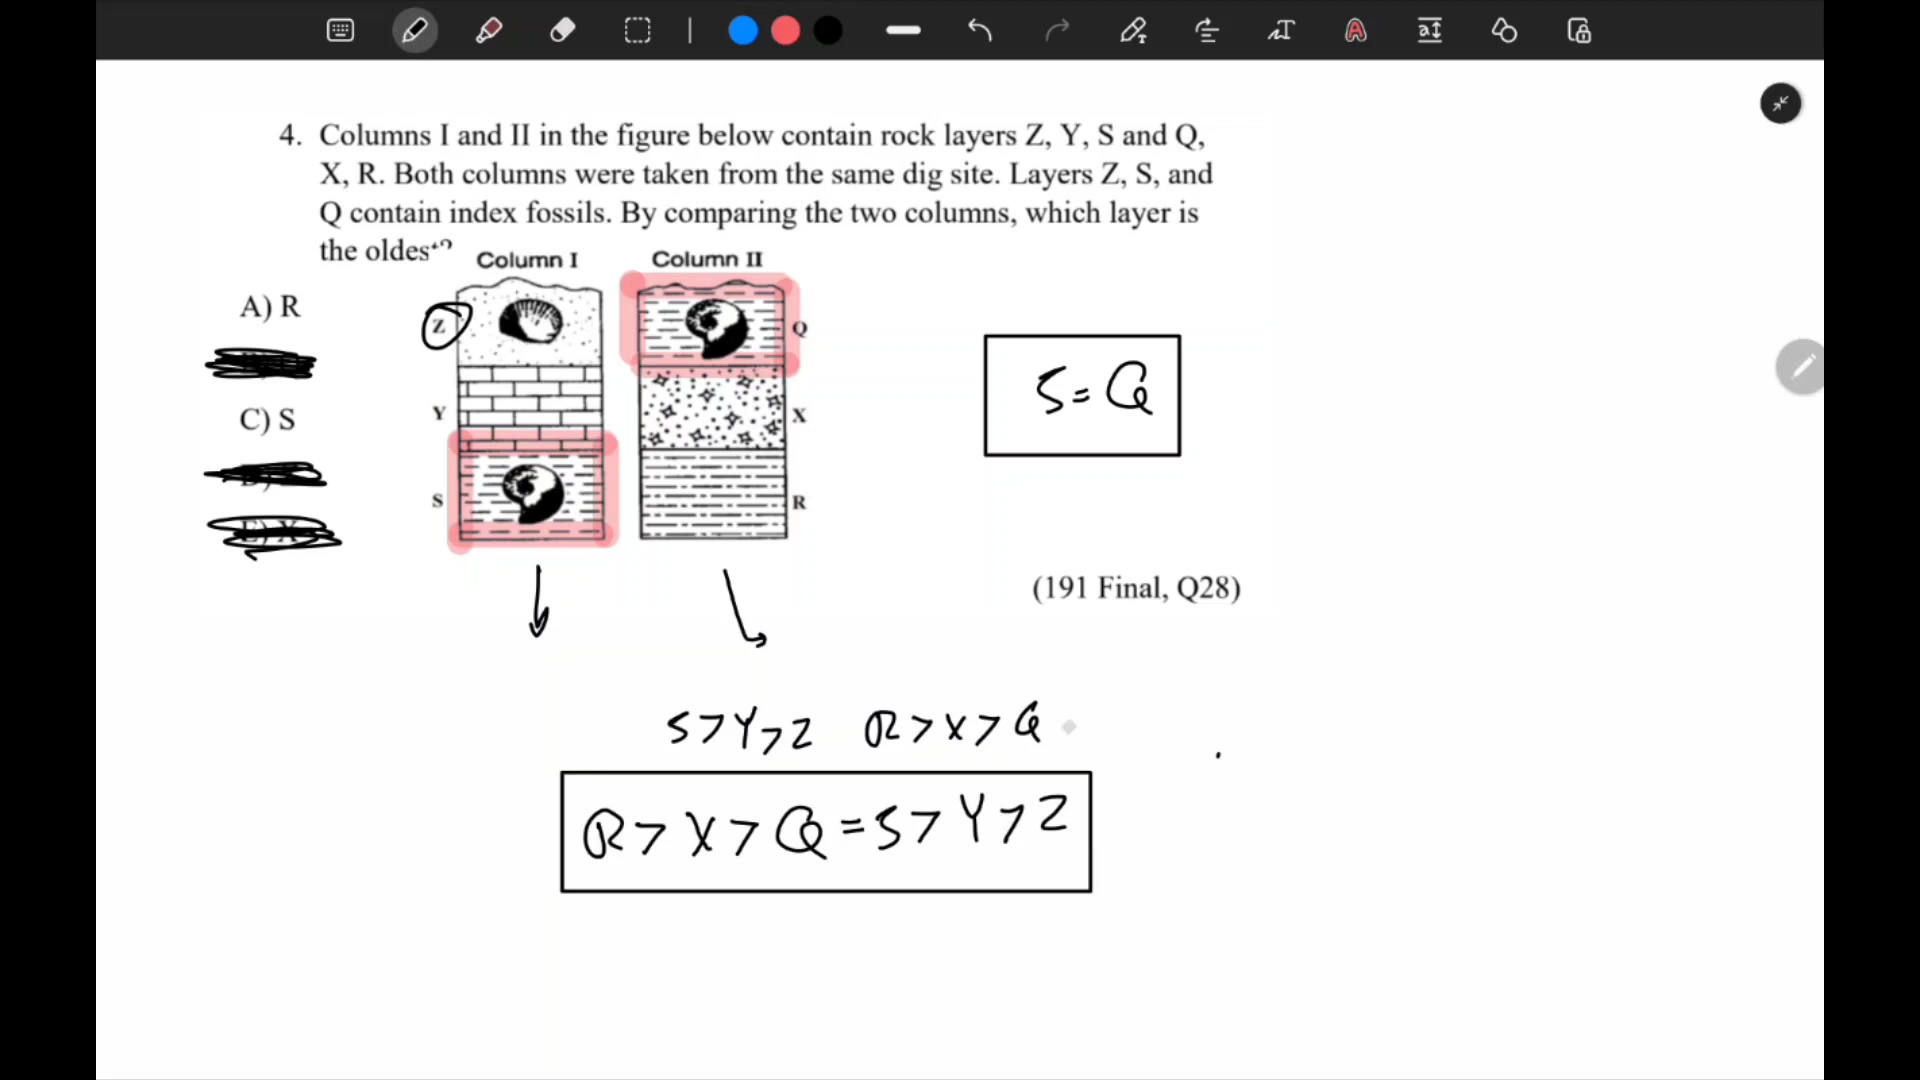 4. Columns I and II in the figure below contain rock layers Z, Y, S and Q,
X, R. Both columns were taken from the same dig site. Layers Z, S, and
Q contain index fossils. By comparing the two columns, which layer is
the oldest?
Column I Column II
A) R
Z
Q
Y
X
C) S
S
R
E) X
S = Q
(191 Final, Q28)
S > Y > Z R > X > Q
R > X > Q = S > Y > Z